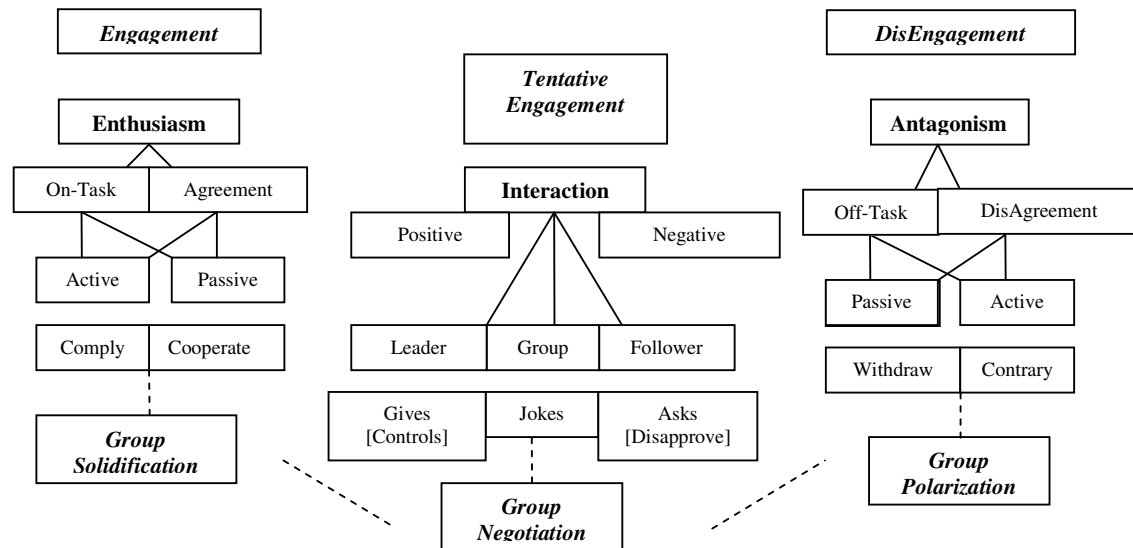 Engagement
DisEngagement
Tentative
Engagement
Enthusiasm
Antagonism
Interaction
On-Task
Agreement
Off-Task
DisAgreement
Positive
Negative
Active
Passive
Passive
Active
Comply
Cooperate
Leader
Group
Follower
Withdraw
Contrary
Gives
[Controls]
Jokes
Asks
[Disapprove]
Group
Solidification
Group
Polarization
Group
Negotiation